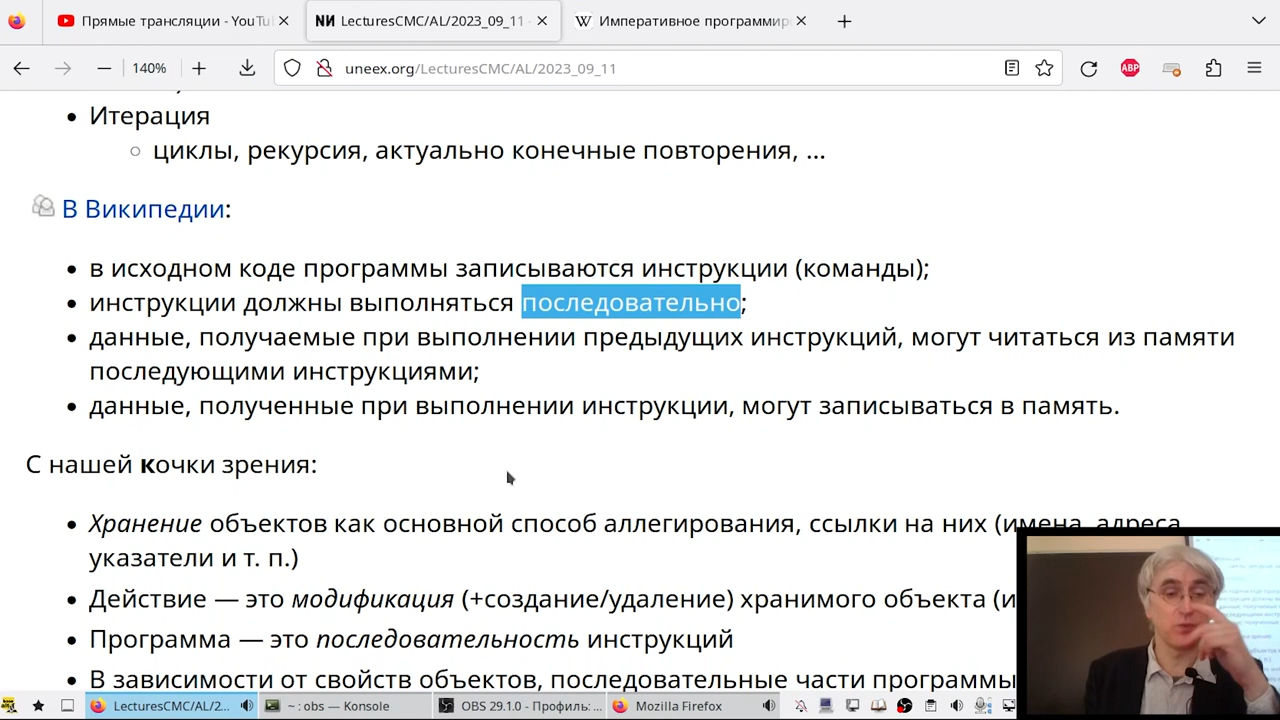 Прямые трансляции - YouTu
LecturesCMC/AL/2023_09_11 -
Императивное программир
140%
uneex.org/LecturesCMC/AL/2023_09_11
ABP
• Итерация
○ циклы, рекурсия, актуально конечные повторения, ...
В Википедии:
• в исходном коде программы записываются инструкции (команды);
• инструкции должны выполняться последовательно;
• данные, получаемые при выполнении предыдущих инструкций, могут читаться из памяти
последующими инструкциями;
• данные, полученные при выполнении инструкции, могут записываться в память.
С нашей кочки зрения:
• Хранение объектов как основной способ аллегирования, ссылки на них (имена, адреса,
указатели и т. п.)
• Действие — это модификация (+создание/удаление) хранимого объекта (и
• Программа — это последовательность инструкций
• В зависимости от свойств объектов, последовательные части программы
LecturesCMC/AL/2...
~ : obs — Konsole
OBS 29.1.0 - Профиль: ...
Mozilla Firefox